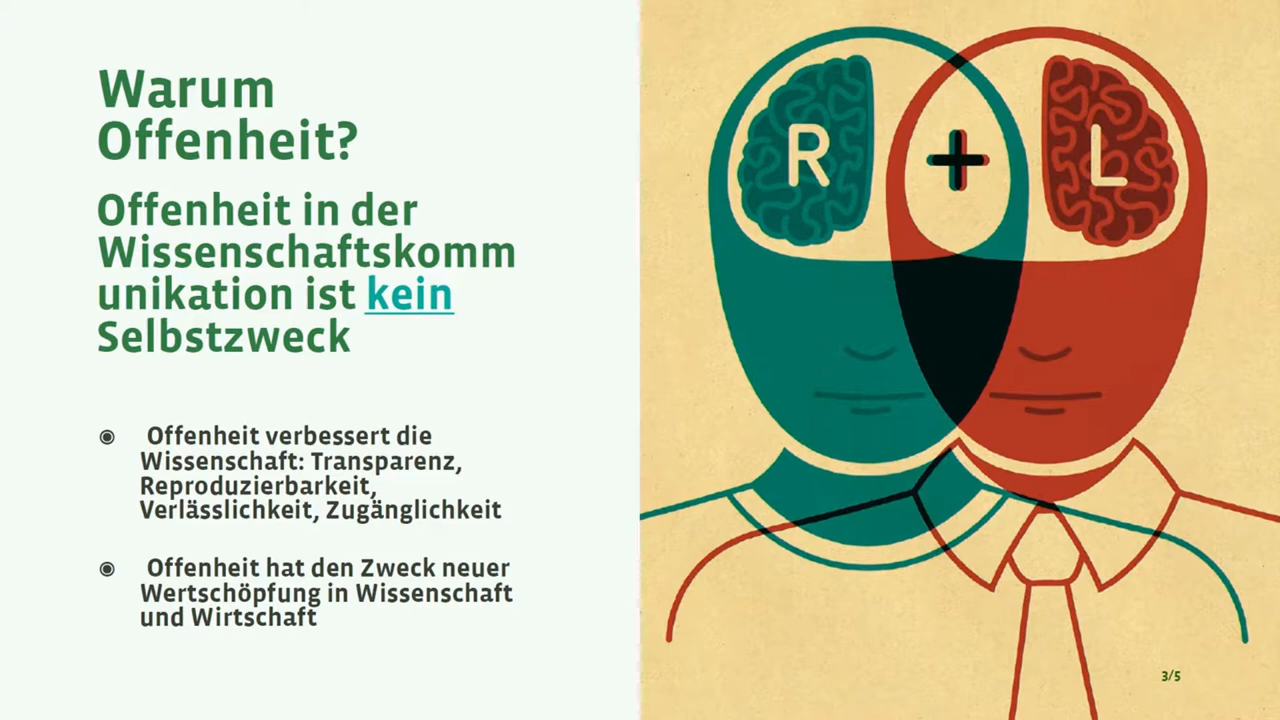 Warum
Offenheit?
Offenheit in der
Wissenschaftskomm
unikation ist kein
Selbstzweck
◉ Offenheit verbessert die
Wissenschaft: Transparenz,
Reproduzierbarkeit,
Verlässlichkeit, Zugänglichkeit
◉ Offenheit hat den Zweck neuer
Wertschöpfung in Wissenschaft
und Wirtschaft
R + L
3/5